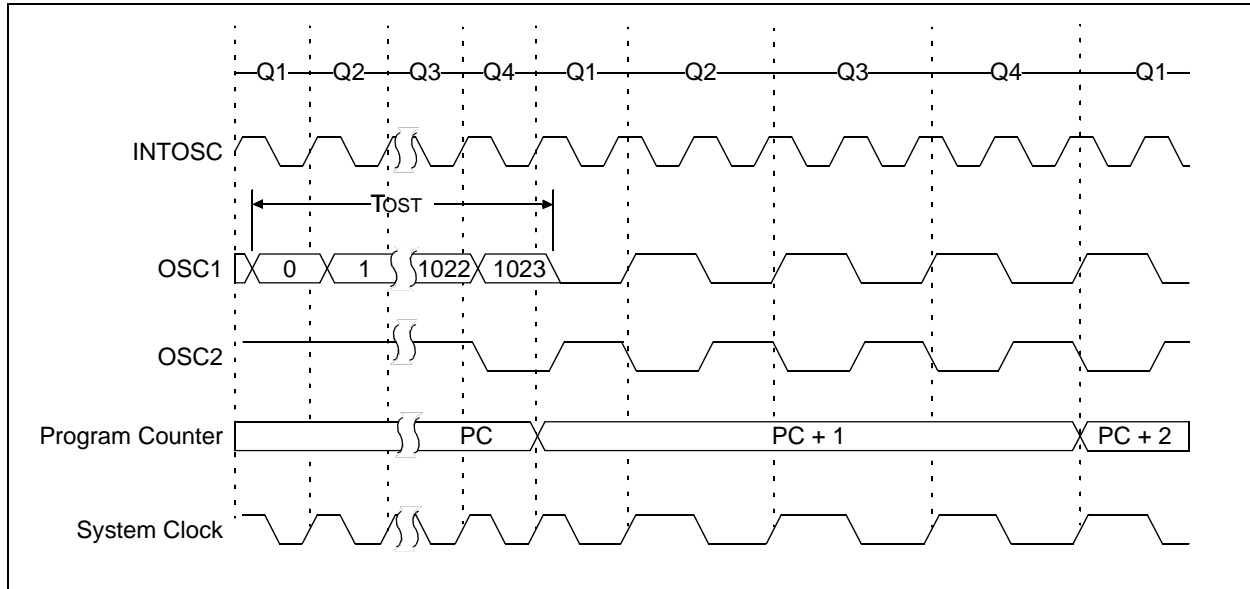 Q1 Q2 Q3 Q4 Q1 Q2 Q3 Q4 Q1
INTOSC
TOST
OSC1 0 1 1022 1023
OSC2
Program Counter PC PC + 1 PC + 2
System Clock